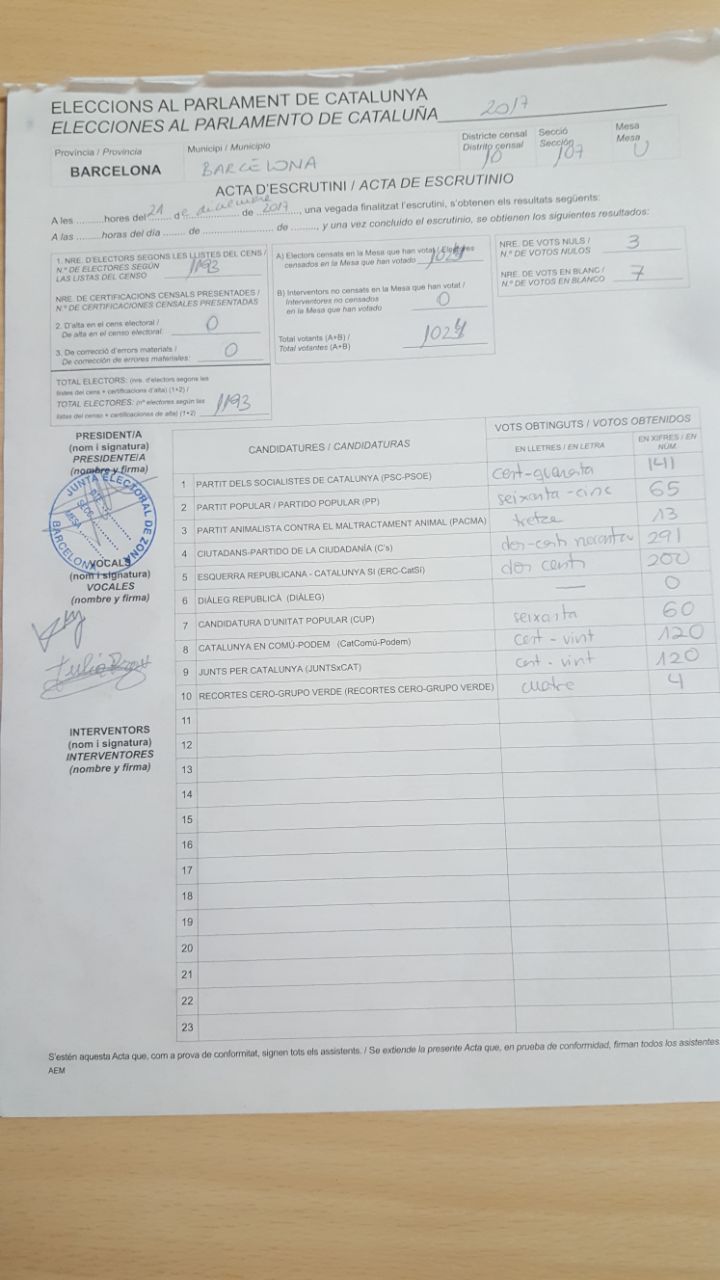 ELECCIONS AL PARLAMENT DE CATALUNYA
ELECCIONES AL PARLAMENTO DE CATALUÑA 2017
Província / Provincia
BARCELONA
Municipi / Municipio
BARCELONA
Districte censal
Distrito censal
10
Secció
Sección
107
Mesa
Mesa
U
ACTA D'ESCRUTINI / ACTA DE ESCRUTINIO
A les ..........hores del 21 de diciembre de 2017, una vegada finalitzat l'escrutini, s'obtenen els resultats següents:
A las .........horas del día ........ de ........................... de ........., y una vez concluido el escrutinio, se obtienen los siguientes resultados:
1. NRE. D'ELECTORS SEGONS LES LLISTES DEL CENS /
N.º DE ELECTORES SEGÚN
LAS LISTAS DEL CENSO
1193
NRE. DE CERTIFICACIONS CENSALS PRESENTADES /
N.º DE CERTIFICACIONES CENSALES PRESENTADAS
2. D'alta en el cens electoral /
De alta en el censo electoral:
0
3. De correcció d'errors materials /
De corrección de errores materiales:
0
TOTAL ELECTORS: (nre. d'electors segons les
llistes del cens + certificacions d'alta) (1+2) /
TOTAL ELECTORES: (nº electores según las
listas del censo + certificaciones de alta) (1+2)
1193
A) Electors censats en la Mesa que han votat / Electores
censados en la Mesa que han votado
1024
B) Interventors no censats en la Mesa que han votat /
Interventores no censados
en la Mesa que han votado
0
Total votants (A+B) /
Total votantes (A+B)
1024
NRE. DE VOTS NULS /
N.º DE VOTOS NULOS
3
NRE. DE VOTS EN BLANC /
N.º DE VOTOS EN BLANCO
7
PRESIDENT/A
(nom i signatura)
PRESIDENTE/A
(nombre y firma)
JUNTA ELECTORAL DE ZONA
BARCELONA
MESA
VOCALS
(nom i signatura)
VOCALES
(nombre y firma)
INTERVENTORS
(nom i signatura)
INTERVENTORES
(nombre y firma)
CANDIDATURES / CANDIDATURAS
VOTS OBTINGUTS / VOTOS OBTENIDOS
EN LLETRES / EN LETRA
EN XIFRES / EN NÚM.
1 PARTIT DELS SOCIALISTES DE CATALUNYA (PSC-PSOE) cent-quaranta 141
2 PARTIT POPULAR / PARTIDO POPULAR (PP) seixanta-cinc 65
3 PARTIT ANIMALISTA CONTRA EL MALTRACTAMENT ANIMAL (PACMA) tretze 13
4 CIUTADANS-PARTIDO DE LA CIUDADANÍA (C's) 291
5 ESQUERRA REPUBLICANA - CATALUNYA SI (ERC-CatSí) dos cents 200
6 DIÀLEG REPUBLICÀ (DIÀLEG) — 0
7 CANDIDATURA D'UNITAT POPULAR (CUP) seixanta 60
8 CATALUNYA EN COMÚ-PODEM (CatComú-Podem) cent-vint 120
9 JUNTS PER CATALUNYA (JUNTSxCAT) cent-vint 120
10 RECORTES CERO-GRUPO VERDE (RECORTES CERO-GRUPO VERDE) cuatre 4
11
12
13
14
15
16
17
18
19
20
21
22
23
S'estén aquesta Acta que, com a prova de conformitat, signen tots els assistents. / Se extiende la presente Acta que, en prueba de conformidad, firman todos los asistentes.
AEM